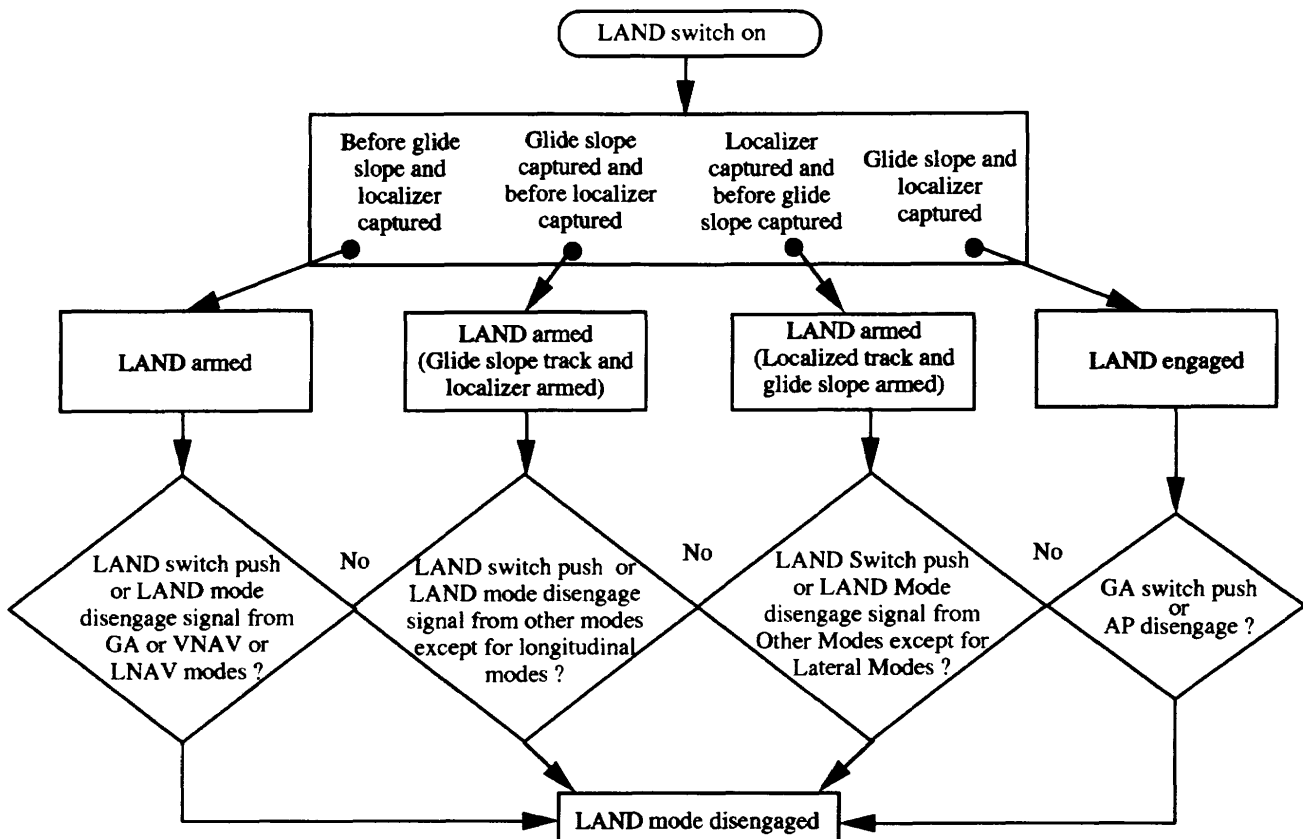 LAND switch on
Before glide
slope and
localizer
captured
Glide slope
captured and
before localizer
captured
Localizer
captured and
before glide
slope captured
Glide slope and
localizer
captured
LAND armed
LAND armed
(Glide slope track and
localizer armed)
LAND armed
(Localized track and
glide slope armed)
LAND engaged
LAND switch push
or LAND mode
disengage signal from
GA or VNAV or
LNAV modes ?
No
LAND switch push or
LAND mode disengage
signal from other modes
except for longitudinal
modes ?
No
LAND Switch push
or LAND Mode
disengage signal from
Other Modes except for
Lateral Modes ?
No
GA switch push
or
AP disengage ?
LAND mode disengaged